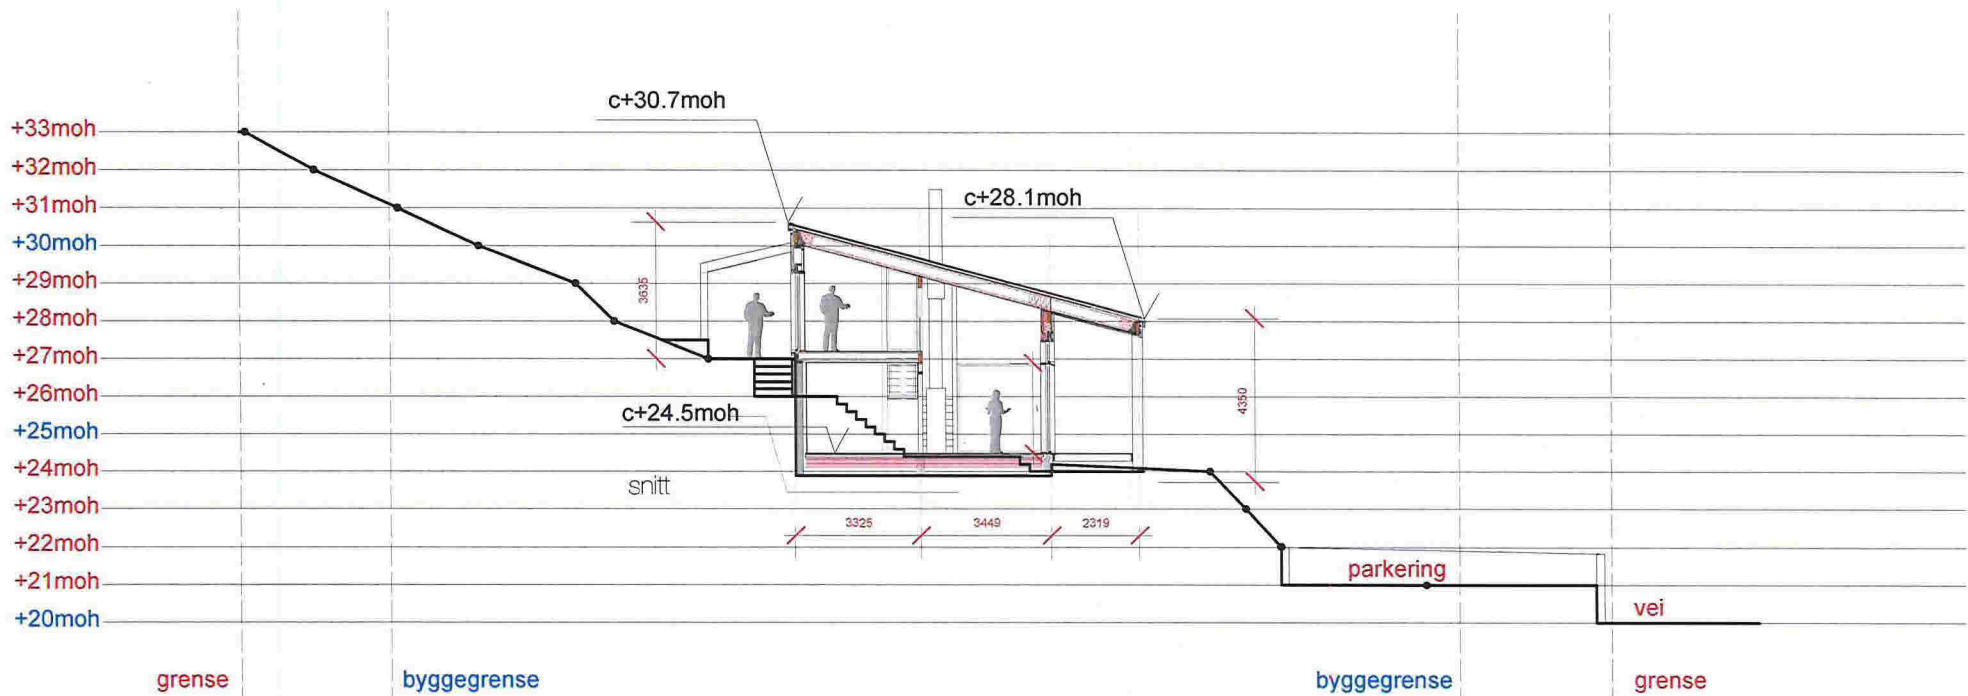 c+30.7moh
+33moh
+32moh
+31moh
c+28.1moh
+30moh
+29moh
3635
+28moh
+27moh
+26moh
4350
c+24.5moh
+25moh
+24moh
snitt
+23moh
3325
3449
2319
+22moh
parkering
+21moh
vei
+20moh
grense
byggegrense
byggegrense
grense